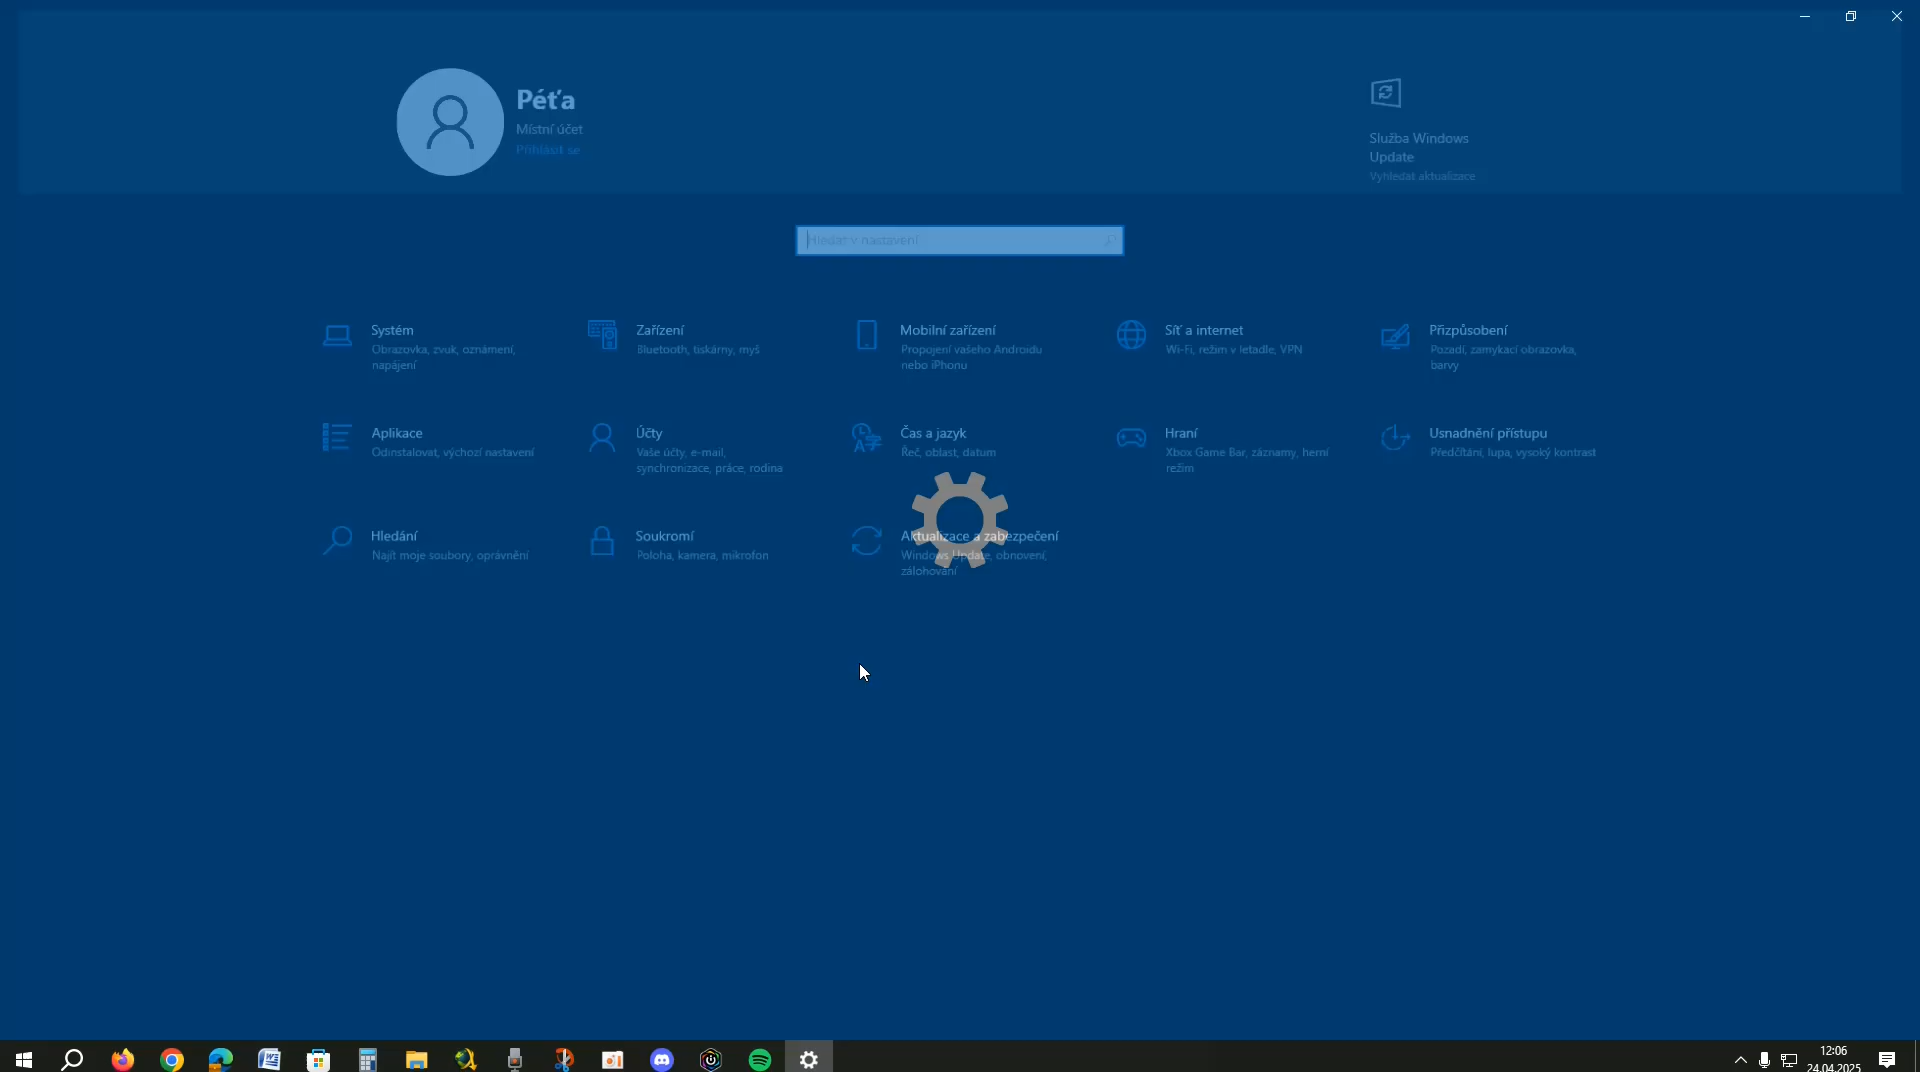 Péťa
Místní účet
Přihlásit se
Služba Windows
Update
Vyhledat aktualizace
Hledat v nastavení
Systém
Obrazovka, zvuk, oznámení,
napájení
Zařízení
Bluetooth, tiskárny, myš
Mobilní zařízení
Propojení vašeho Androidu
nebo iPhonu
Síť a internet
Wi-Fi, režim v letadle, VPN
Přizpůsobení
Pozadí, zamykací obrazovka,
barvy
Aplikace
Odinstalovat, výchozí nastavení
Účty
Vaše účty, e-mail,
synchronizace, práce, rodina
Čas a jazyk
Řeč, oblast, datum
Hraní
Xbox Game Bar, záznamy, herní
režim
Usnadnění přístupu
Předčítání, lupa, vysoký kontrast
Hledání
Najít moje soubory, oprávnění
Soukromí
Poloha, kamera, mikrofon
Aktualizace a zabezpečení
Windows Update, obnovení,
zálohování
12:06
24.04.2025